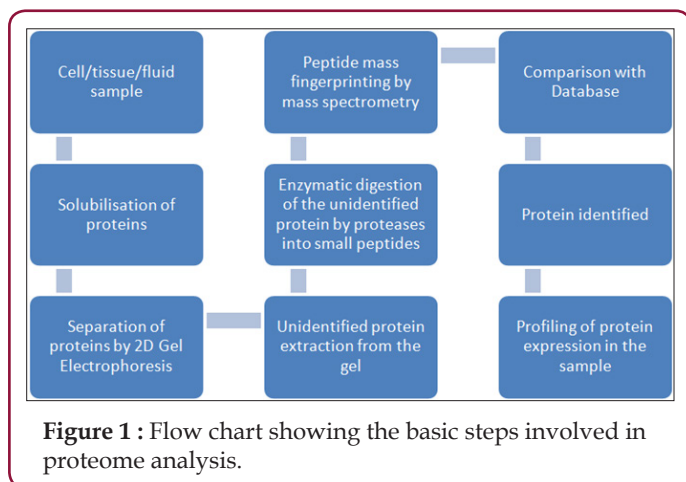 Cell/tissue/fluid
sample
Solubilisation of
proteins
Separation of
proteins by 2D Gel
Electrophoresis
Unidentified protein
extraction from the
gel
Enzymatic digestion
of the unidentified
protein by proteases
into small peptides
Peptide mass
fingerprinting by
mass spectrometry
Comparison with
Database
Protein identified
Profiling of protein
expression in the
sample
Figure 1 : Flow chart showing the basic steps involved in
proteome analysis.